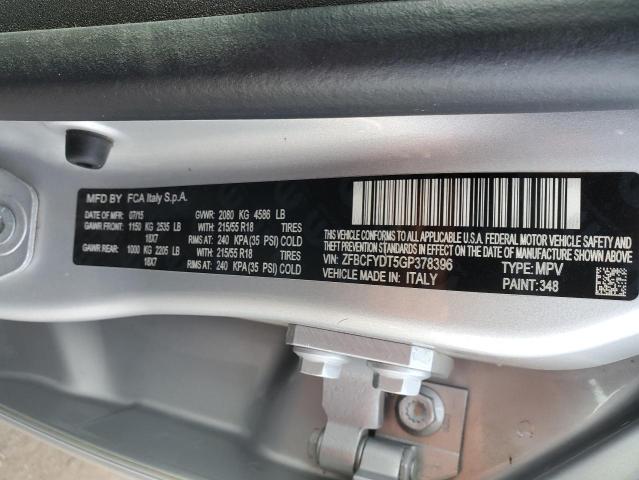 MFD BY FCA Italy S.p.A.
DATE OF MFR: 07/15 GVWR: 2080 KG 4586 LB
GAWR FRONT: 1150 KG 2535 LB WITH: 215/55 R18 TIRES
18X7 RIMS AT: 240 KPA (35 PSI) COLD
GAWR REAR: 1000 KG 2205 LB WITH: 215/55 R18 TIRES
18X7 RIMS AT: 240 KPA (35 PSI) COLD
THIS VEHICLE CONFORMS TO ALL APPLICABLE U.S.A. FEDERAL MOTOR VEHICLE SAFETY AND
THEFT PREVENTION STANDARDS IN EFFECT ON THE DATE OF MANUFACTURE SHOWN ABOVE.
VIN: ZFBCFYDT5GP378396 TYPE: MPV
VEHICLE MADE IN: ITALY PAINT: 348